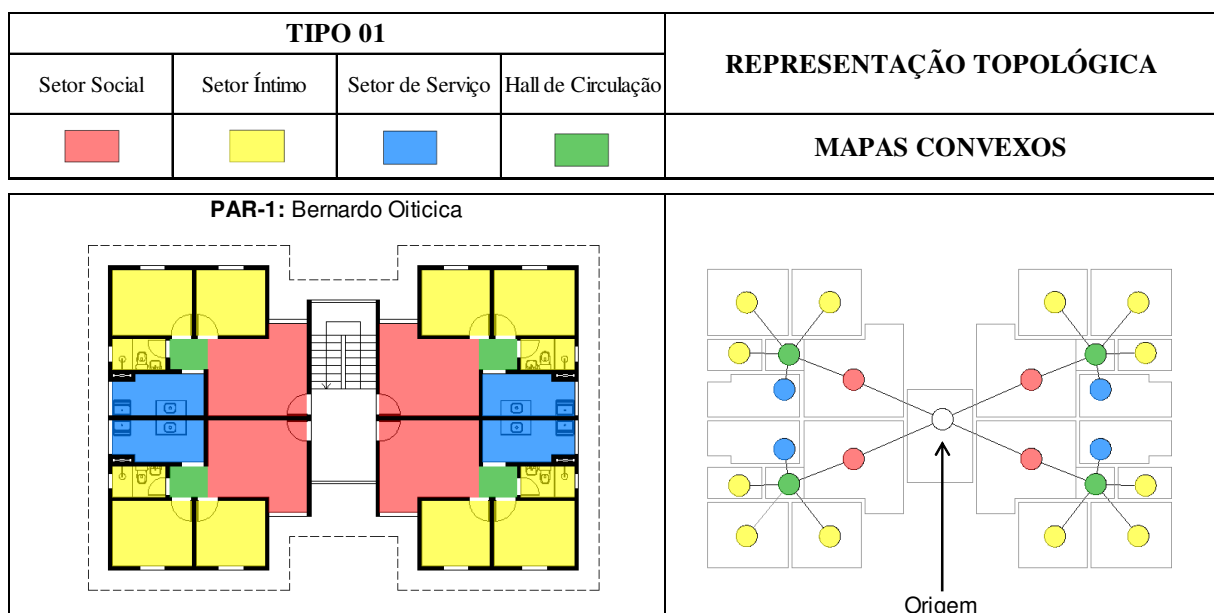 TIPO 01
Setor Social
Setor Íntimo
Setor de Serviço
Hall de Circulação
REPRESENTAÇÃO TOPOLÓGICA
MAPAS CONVEXOS
PAR-1: Bernardo Oiticica
Origem